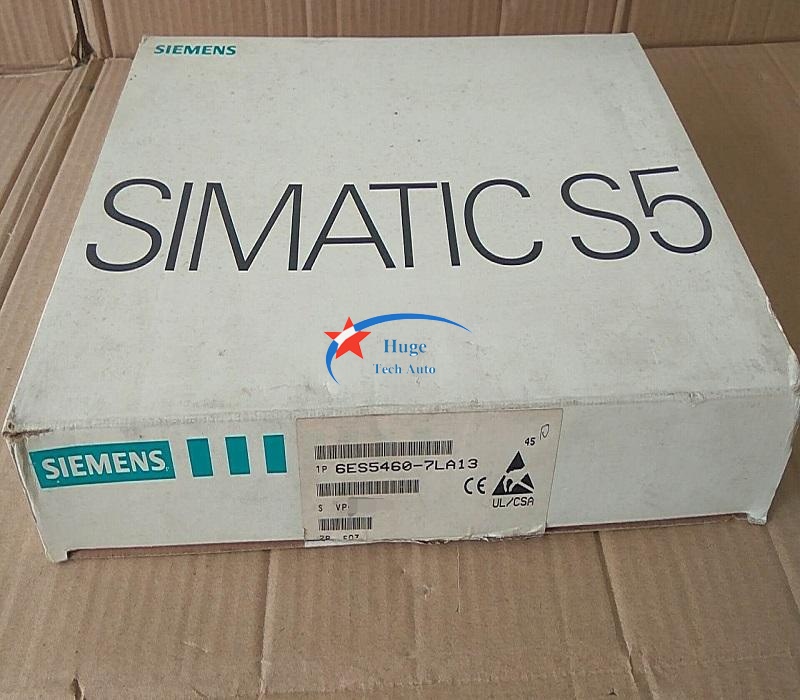 SIEMENS
SIMATIC S5
Huge
Tech Auto
SIEMENS
45
1P 6ES5460-7LA13
CE
S VP
UL/CSA